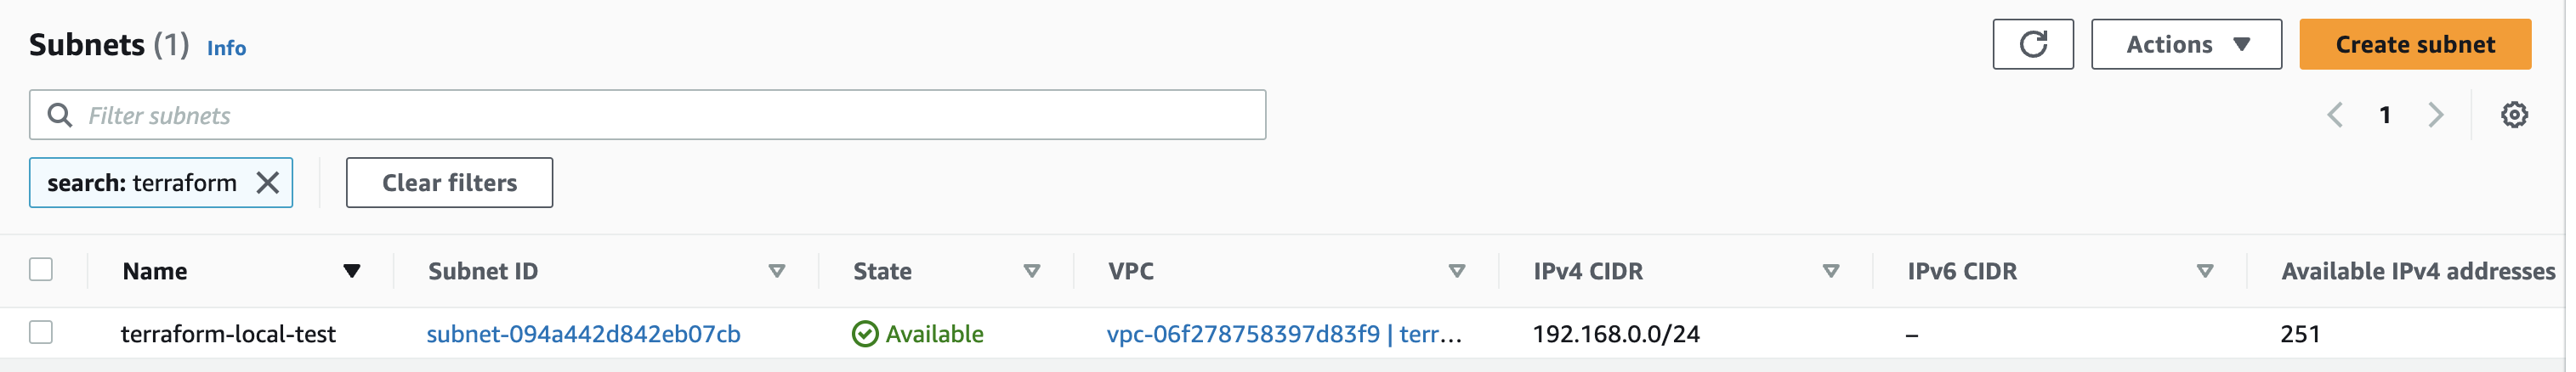 Subnets (1) Info
Actions
Create subnet
Filter subnets
1
search: terraform
Clear filters
Name Subnet ID State VPC IPv4 CIDR IPv6 CIDR Available IPv4 addresses
terraform-local-test subnet-094a442d842eb07cb Available vpc-06f278758397d83f9 | terr... 192.168.0.0/24 – 251